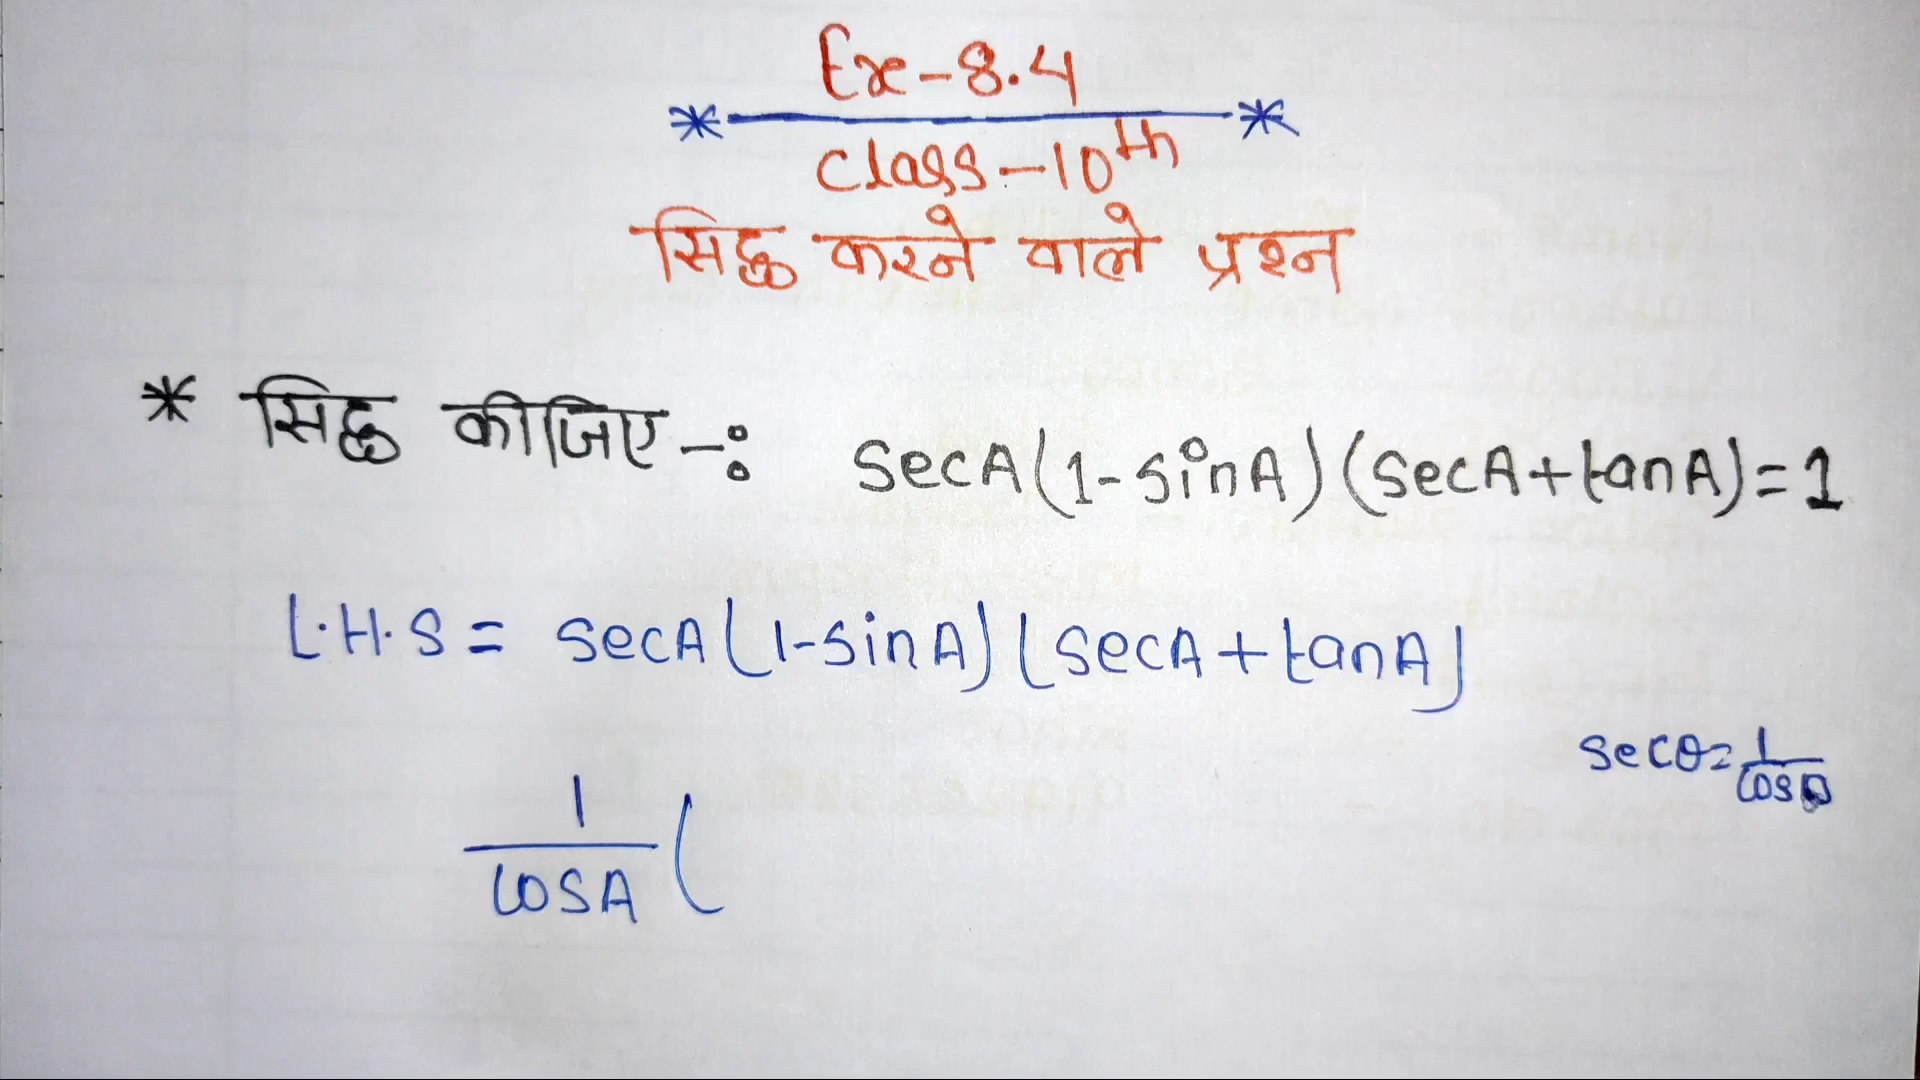 Ex-8.4
class-10th
सिद्ध करने वाले प्रश्न
* सिद्ध कीजिए -: secA(1-sinA)(secA+tanA)=1
L.H.S = secA(1-sinA)(secA+tanA)
secθ=1/cosθ
1/cosA (